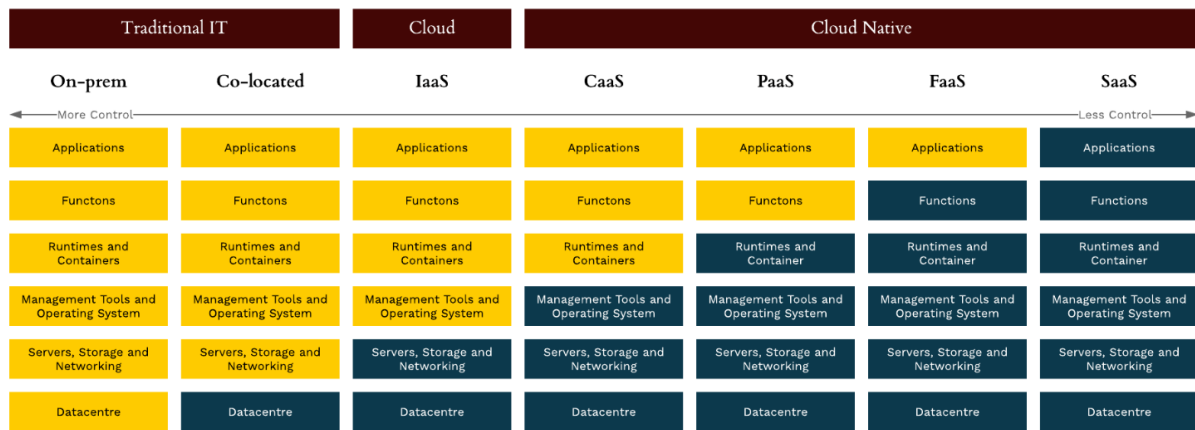 Traditional IT
Cloud
Cloud Native
On-prem
Co-located
IaaS
CaaS
PaaS
FaaS
SaaS
More Control
Less Control
Applications
Applications
Applications
Applications
Applications
Applications
Applications
Functons
Functons
Functons
Functons
Functons
Functions
Functions
Runtimes and
Containers
Runtimes and
Containers
Runtimes and
Containers
Runtimes and
Containers
Runtimes and
Container
Runtimes and
Container
Runtimes and
Container
Management Tools and
Operating System
Management Tools and
Operating System
Management Tools and
Operating System
Management Tools and
Operating System
Management Tools and
Operating System
Management Tools and
Operating System
Management Tools and
Operating System
Servers, Storage and
Networking
Servers, Storage and
Networking
Servers, Storage and
Networking
Servers, Storage and
Networking
Servers, Storage and
Networking
Servers, Storage and
Networking
Servers, Storage and
Networking
Datacentre
Datacentre
Datacentre
Datacentre
Datacentre
Datacentre
Datacentre